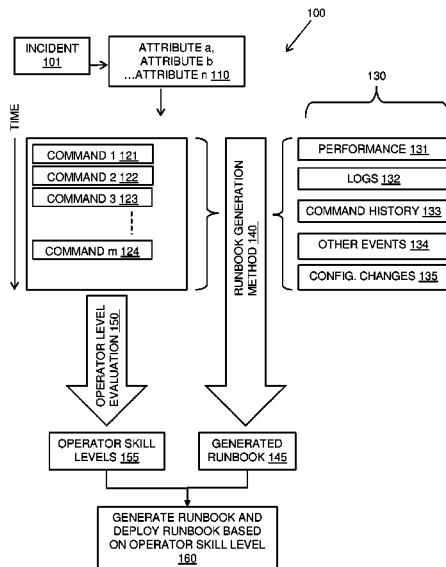 100
INCIDENT
101
ATTRIBUTE a,
ATTRIBUTE b
...ATTRIBUTE n 110
130
TIME
COMMAND 1 121
COMMAND 2 122
COMMAND 3 123
COMMAND m 124
RUNBOOK GENERATION
METHOD 140
PERFORMANCE 131
LOGS 132
COMMAND HISTORY 133
OTHER EVENTS 134
CONFIG. CHANGES 135
OPERATOR LEVEL
EVALUATION 150
OPERATOR SKILL
LEVELS 155
GENERATED
RUNBOOK 145
GENERATE RUNBOOK AND
DEPLOY RUNBOOK BASED
ON OPERATOR SKILL LEVEL
160